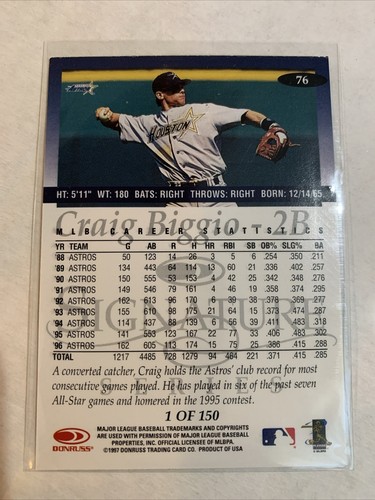 76
HOUSTON
HT: 5'11" WT: 180 BATS: RIGHT THROWS: RIGHT BORN: 12/14/65
Craig Biggio 2B
MLB CAREER STATISTICS
YR TEAM G AB R H HR RBI SB OB% SLG% BA
'88 ASTROS 50 123 14 26 3 5 6 .254 .350 .211
'89 ASTROS 134 443 64 114 13 60 21 .336 .402 .257
'90 ASTROS 150 555 53 153 4 42 25 .342 .348 .276
'91 ASTROS 149 546 79 161 4 46 19 .358 .374 .295
'92 ASTROS 162 613 96 170 6 39 38 .378 .369 .277
'93 ASTROS 155 610 98 175 21 64 15 .373 .474 .287
'94 ASTROS 114 437 88 139 6 56 39 .411 .483 .318
'95 ASTROS 141 553 123 167 22 77 33 .406 .483 .302
'96 ASTROS 162 605 113 174 15 75 25 .386 .415 .288
TOTAL 1217 4485 728 1279 94 464 221 .371 .415 .285
SIGNATURE
SERIES
A converted catcher, Craig holds the Astros' club record for most
consecutive games played. He has played in six of the past seven
All-Star games and homered in the 1995 contest.
1 OF 150
MAJOR LEAGUE BASEBALL TRADEMARKS AND COPYRIGHTS
ARE USED WITH PERMISSION OF MAJOR LEAGUE BASEBALL
PROPERTIES, INC. OFFICIAL LICENSEE OF MLBPA.
©1997 DONRUSS TRADING CARD CO. PRODUCT OF USA
DONRUSS